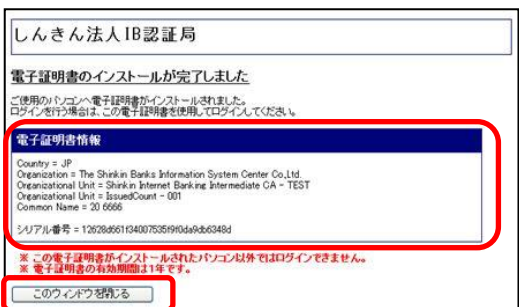 しんきん法人IB認証局
電子証明書のインストールが完了しました
ご使用のパソコンへ電子証明書がインストールされました。
ログインを行う場合は、この電子証明書を使用してログインしてください。
電子証明書情報
Country = JP
Organization = The Shinkin Banks Information System Center Co.,Ltd.
Organizational Unit = Shinkin Internet Banking Intermediate CA - TEST
Organizational Unit = IssuedCount - 001
Common Name = 20 6666
シリアル番号 = 12628d661f34007535f9f0da9db6348d
※ この電子証明書がインストールされたパソコン以外ではログインできません。
※ 電子証明書の有効期間は1年です。
このウィンドウを閉じる